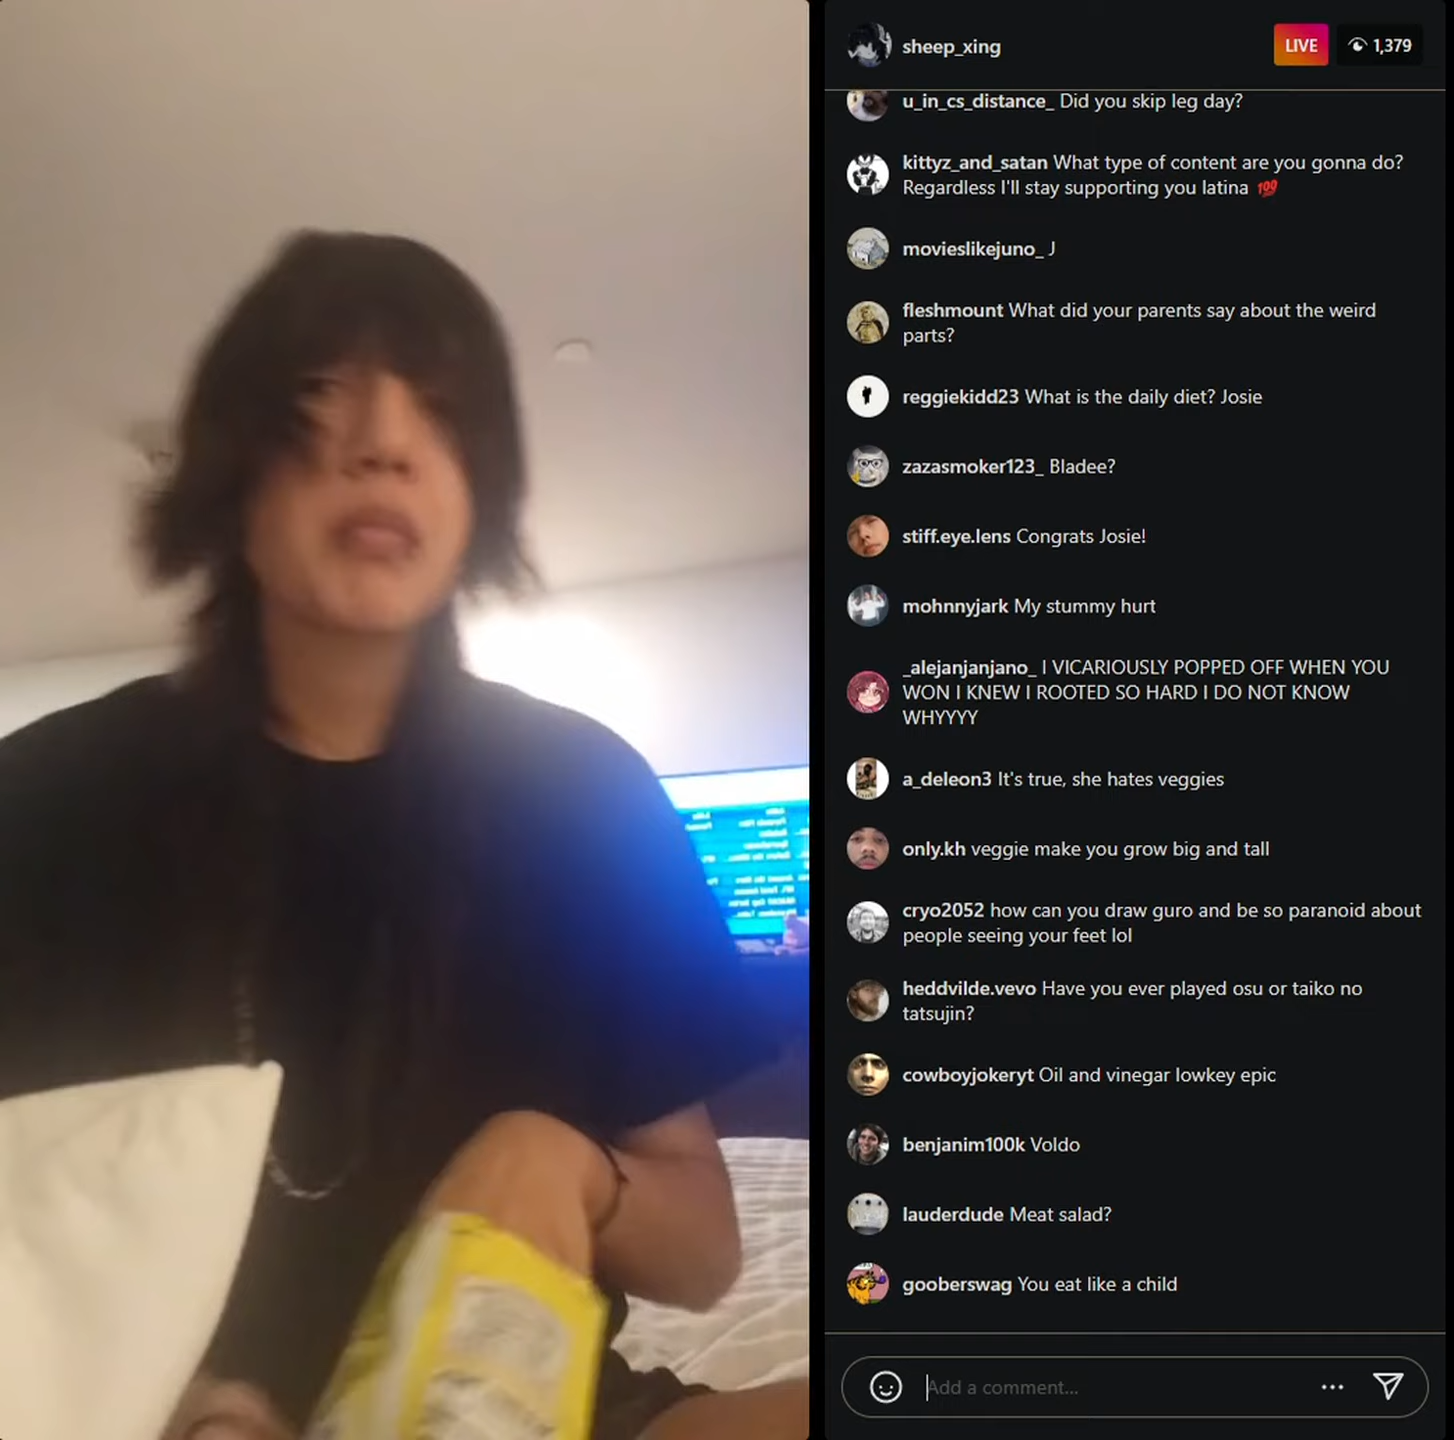 sheep_xing
LIVE
1,379
u_in_cs_distance_ Did you skip leg day?
kittyz_and_satan What type of content are you gonna do?
Regardless I'll stay supporting you latina 💯
movieslikejuno_ J
fleshmount What did your parents say about the weird
parts?
reggiekidd23 What is the daily diet? Josie
zazasmoker123_ Bladee?
stiff.eye.lens Congrats Josie!
mohnnyjark My stummy hurt
_alejanjanjano_ I VICARIOUSLY POPPED OFF WHEN YOU
WON I KNEW I ROOTED SO HARD I DO NOT KNOW
WHYYYY
a_deleon3 It's true, she hates veggies
only.kh veggie make you grow big and tall
cryo2052 how can you draw guro and be so paranoid about
people seeing your feet lol
heddvilde.vevo Have you ever played osu or taiko no
tatsujin?
cowboyjokeryt Oil and vinegar lowkey epic
benjanim100k Voldo
lauderdude Meat salad?
gooberswag You eat like a child
Add a comment...